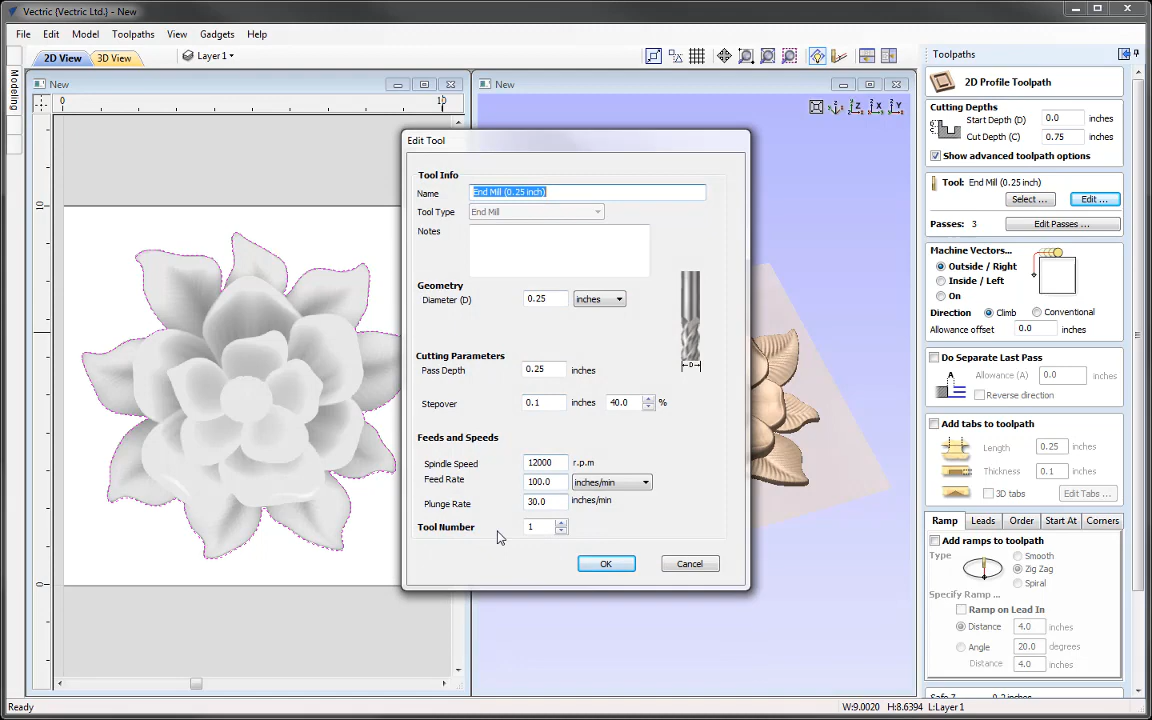 Vectric {Vectric Ltd.} - New
File Edit Model Toolpaths View Gadgets Help
2D View 3D View Layer 1
Modeling
New
0 10
10
0
New
Edit Tool
Tool Info
Name End Mill (0.25 inch)
Tool Type End Mill
Notes
Geometry
Diameter (D) 0.25 inches
D
Cutting Parameters
Pass Depth 0.25 inches
Stepover 0.1 inches 40.0 %
Feeds and Speeds
Spindle Speed 12000 r.p.m
Feed Rate 100.0 inches/min
Plunge Rate 30.0 inches/min
Tool Number 1
OK Cancel
Toolpaths
2D Profile Toolpath
Cutting Depths
Start Depth (D) 0.0 inches
Cut Depth (C) 0.75 inches
Show advanced toolpath options
Tool: End Mill (0.25 inch)
Select ... Edit ...
Passes: 3 Edit Passes ...
Machine Vectors...
Outside / Right
Inside / Left
On
Direction Climb Conventional
Allowance offset 0.0 inches
Do Separate Last Pass
A Allowance (A) 0.0 inches
Reverse direction
Add tabs to toolpath
Length 0.25 inches
Thickness 0.1 inches
3D tabs Edit Tabs ...
Ramp Leads Order Start At Corners
Add ramps to toolpath
Type Smooth
Zig Zag
Spiral
Specify Ramp ...
Ramp on Lead In
Distance 4.0 inches
Angle 20.0 degrees
Distance 4.0 inches
Safe Z 0.2 inches
Ready W:9.0020 H:8.6394 L:Layer 1